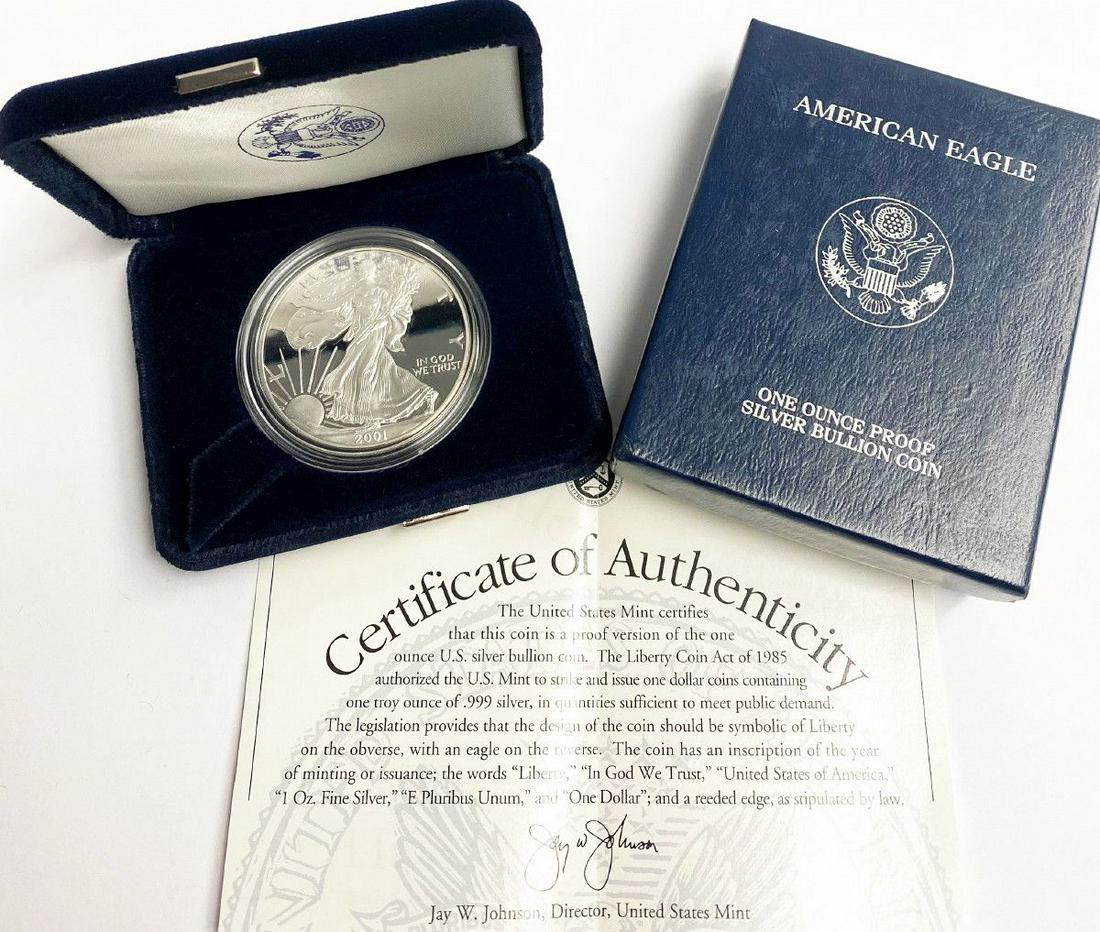 IN GOD
WE TRUST
2001
AMERICAN EAGLE
ONE OUNCE PROOF
SILVER BULLION COIN
UNITED STATES MINT
Certificate of Authenticity
The United States Mint certifies
that this coin is a proof version of the one
ounce U.S. silver bullion coin. The Liberty Coin Act of 1985
authorized the U.S. Mint to strike and issue one dollar coins containing
one troy ounce of .999 silver, in quantities sufficient to meet public demand.
The legislation provides that the design of the coin should be symbolic of Liberty
on the obverse, with an eagle on the reverse. The coin has an inscription of the year
of minting or issuance; the words “Liberty,” “In God We Trust,” “United States of America,”
“1 Oz. Fine Silver,” “E Pluribus Unum,” and “One Dollar”; and a reeded edge, as stipulated by law.
Jay W Johnson
Jay W. Johnson, Director, United States Mint